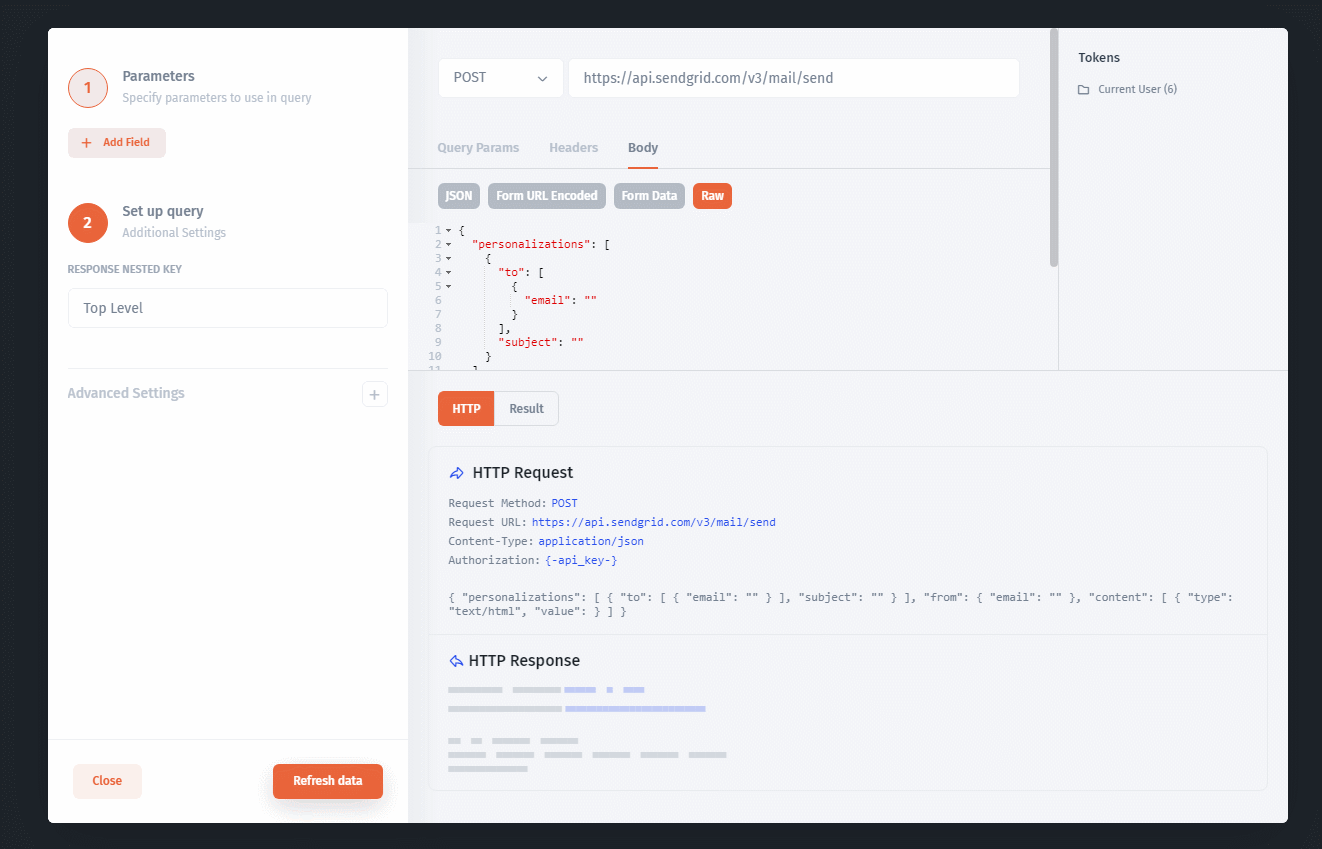 1
Parameters
Specify parameters to use in query
+ Add Field
2
Set up query
Additional Settings
RESPONSE NESTED KEY
Top Level
Advanced Settings
+
Close
Refresh data
POST
https://api.sendgrid.com/v3/mail/send
Query Params Headers Body
JSON Form URL Encoded Form Data Raw
1 {
2 "personalizations": [
3 {
4 "to": [
5 {
6 "email": ""
7 }
8 ],
9 "subject": ""
10 }
11 ]
HTTP Result
HTTP Request
Request Method: POST
Request URL: https://api.sendgrid.com/v3/mail/send
Content-Type: application/json
Authorization: {-api_key-}
{ "personalizations": [ { "to": [ { "email": "" } ], "subject": "" } ], "from": { "email": "" }, "content": [ { "type":
"text/html", "value": } ] }
HTTP Response
Tokens
Current User (6)